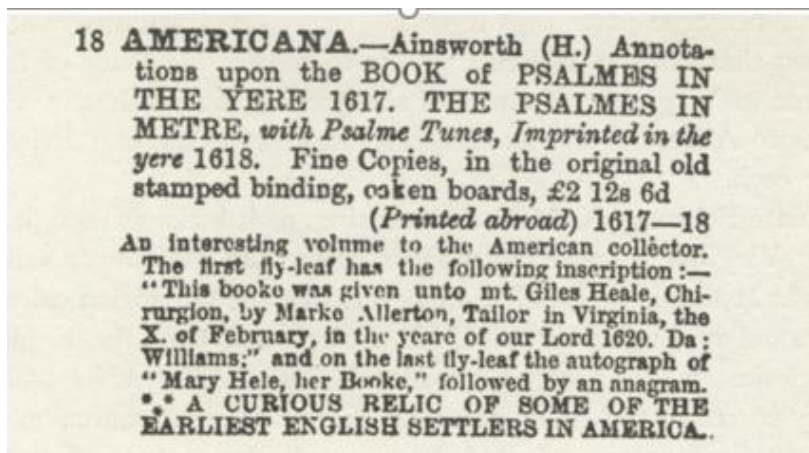 18 AMERICANA.—Ainsworth (H.) Annota-
tions upon the BOOK of PSALMES IN
THE YERE 1617. THE PSALMES IN
METRE, with Psalme Tunes, Imprinted in the
yere 1618. Fine Copies, in the original old
stamped binding, oaken boards, £2 12s 6d
(Printed abroad) 1617—18
An interesting volume to the American collector.
The first fly-leaf has the following inscription :—
"This booke was given unto mt. Giles Heale, Chi-
rurgion, by Marke Allerton, Tailor in Virginia, the
X. of February, in the yeare of our Lord 1620. Da :
Williams;" and on the last fly-leaf the autograph of
"Mary Hele, her Booke," followed by an anagram.
*⁎* A CURIOUS RELIC OF SOME OF THE
EARLIEST ENGLISH SETTLERS IN AMERICA.